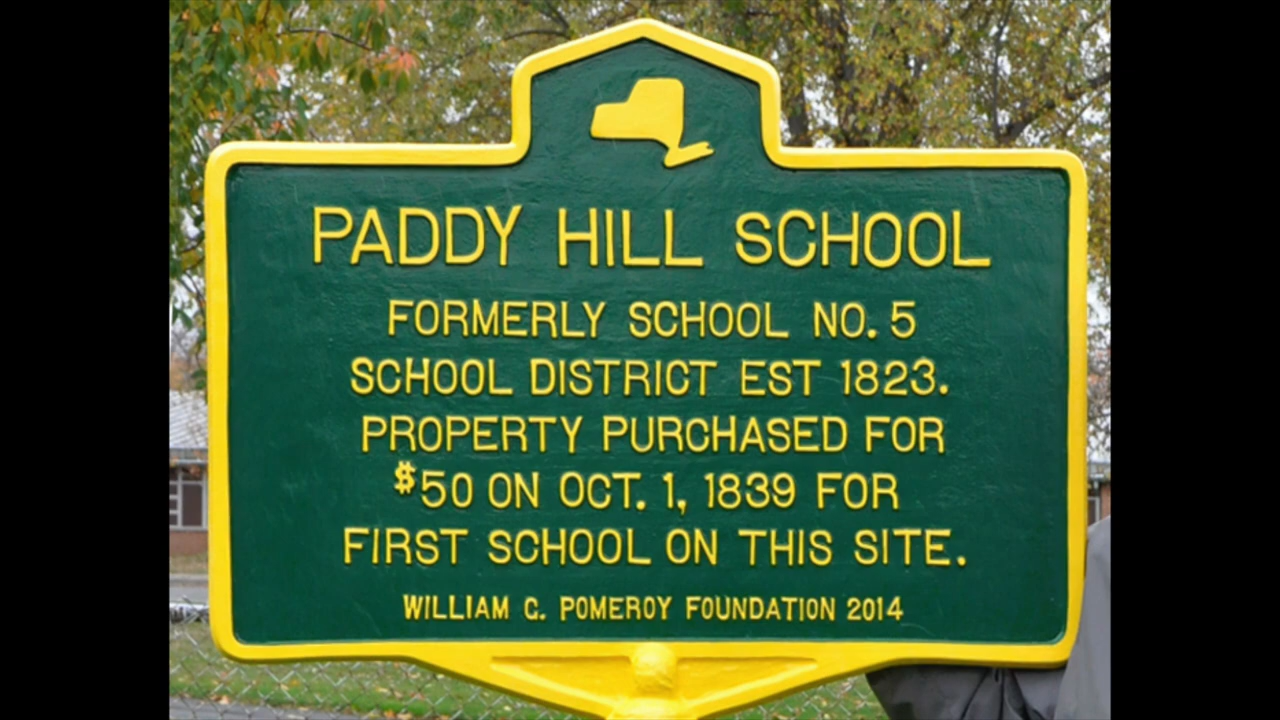 PADDY HILL SCHOOL
FORMERLY SCHOOL NO. 5
SCHOOL DISTRICT EST 1823.
PROPERTY PURCHASED FOR
$50 ON OCT. 1, 1839 FOR
FIRST SCHOOL ON THIS SITE.
WILLIAM G. POMEROY FOUNDATION 2014